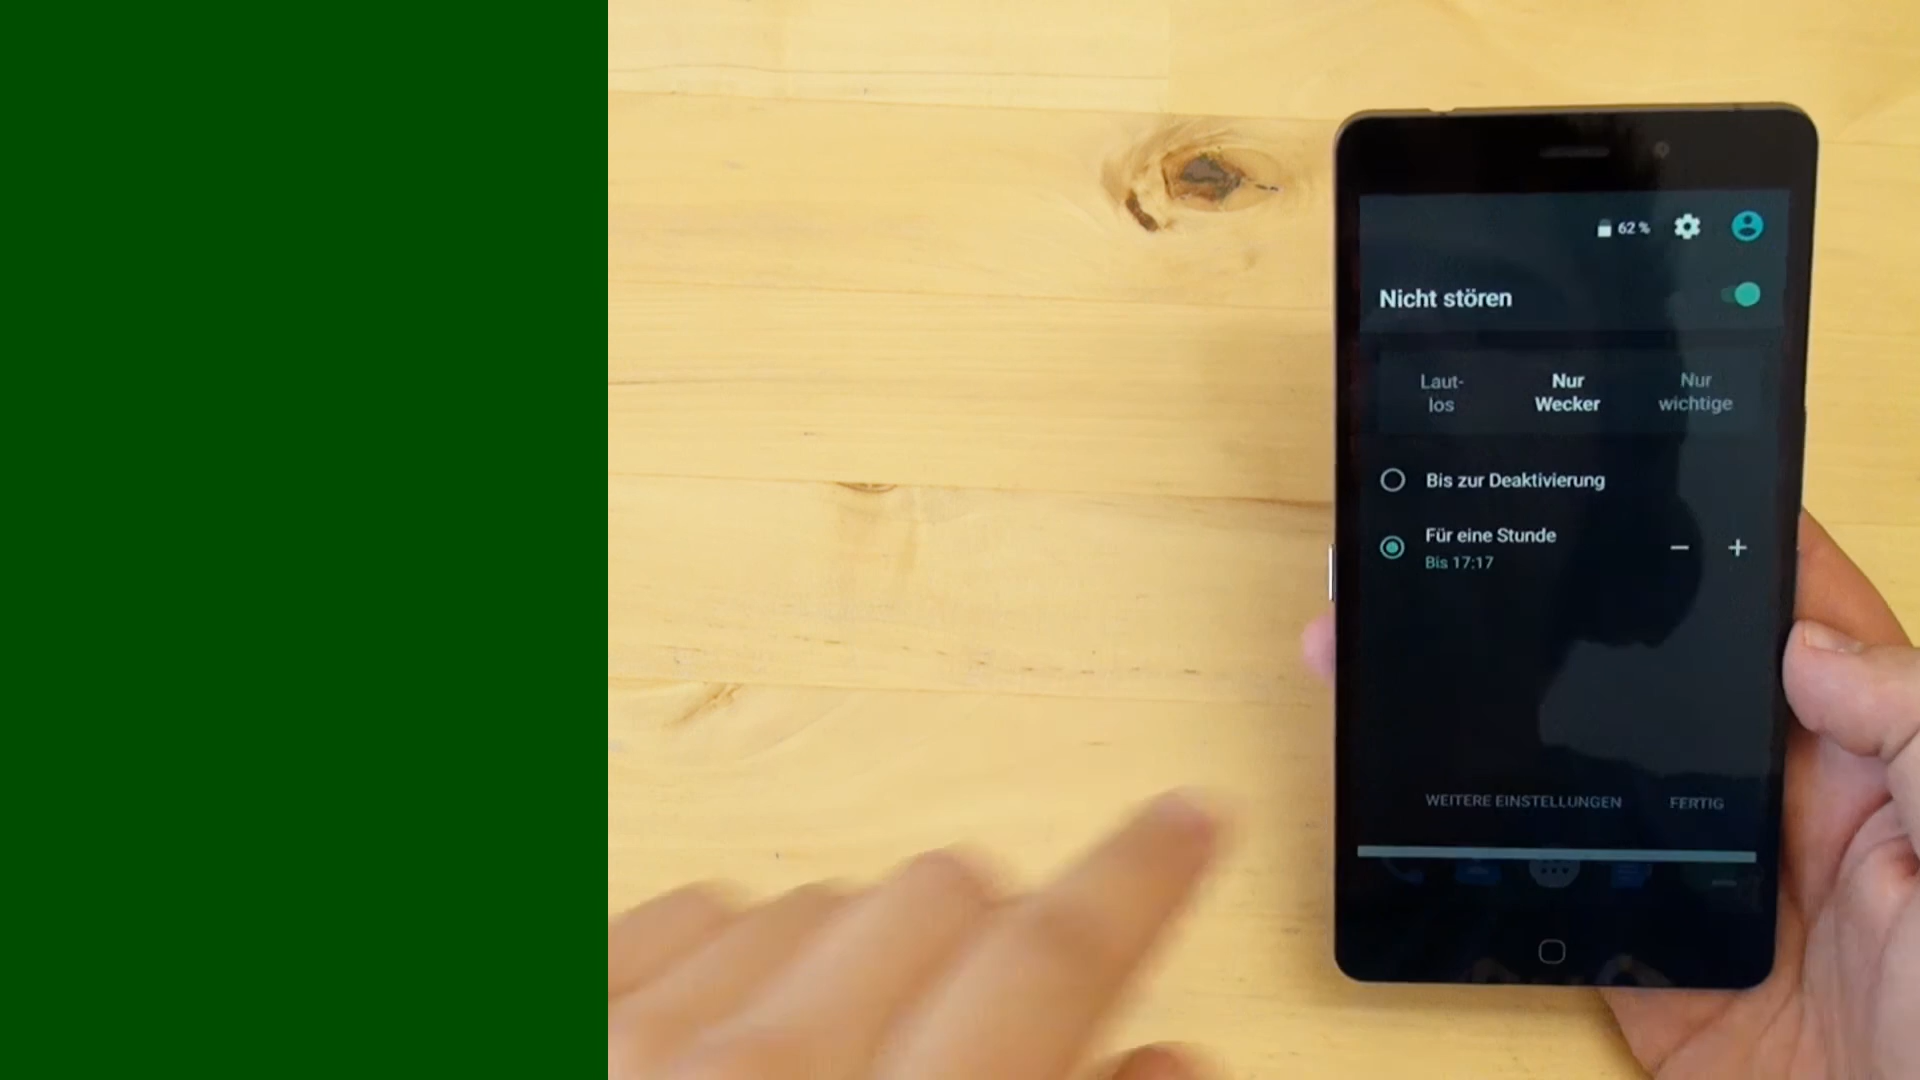 62 %
Nicht stören
Laut-
los
Nur
Wecker
Nur
wichtige
Bis zur Deaktivierung
Für eine Stunde
Bis 17:17
WEITERE EINSTELLUNGEN
FERTIG